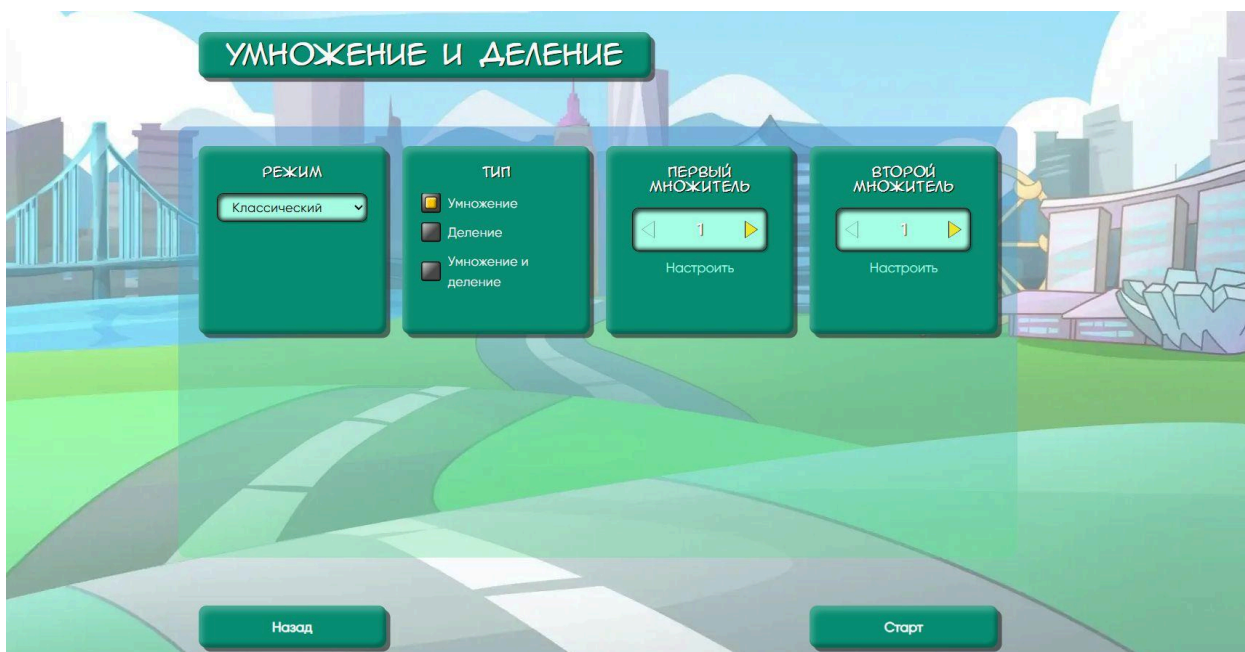 УМНОЖЕНИЕ И ДЕЛЕНИЕ
РЕЖИМ
Классический
ТИП
Умножение
Деление
Умножение и
деление
ПЕРВЫЙ
МНОЖИТЕЛЬ
1
Настроить
ВТОРОЙ
МНОЖИТЕЛЬ
1
Настроить
Назад
Старт